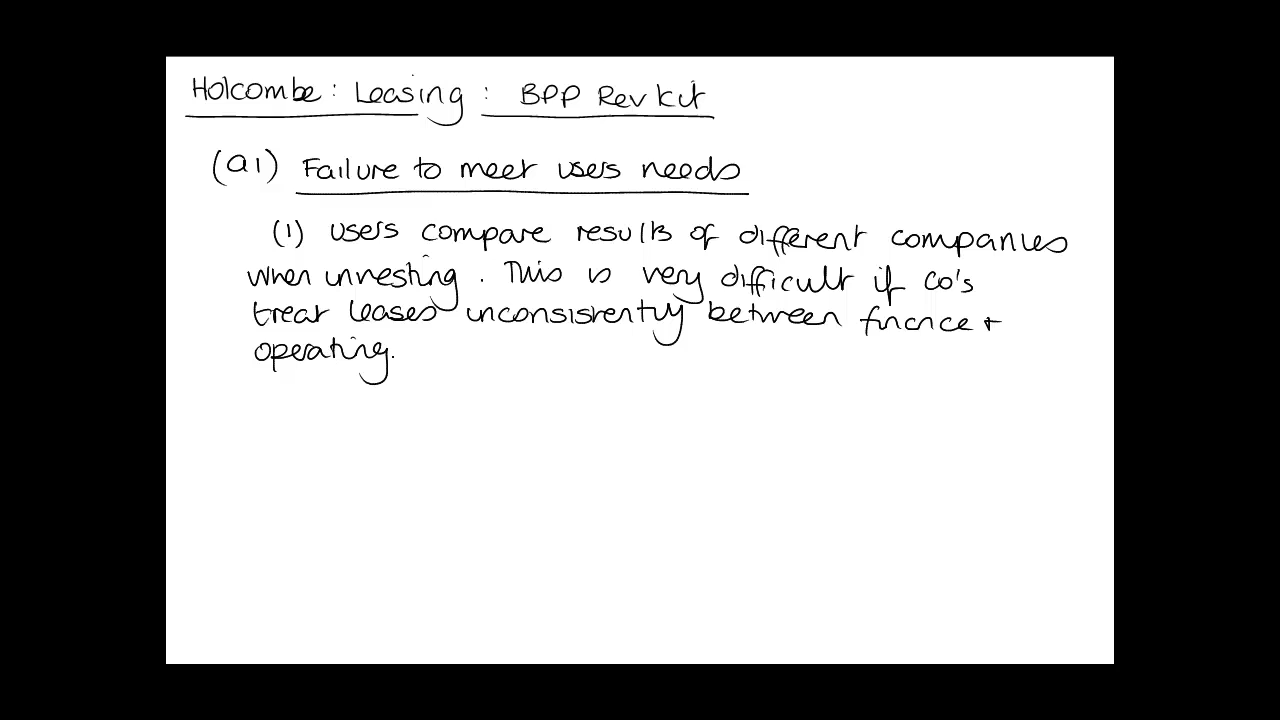 Holcombe : Leasing : BPP Rev Kit
(a1) Failure to meet users needs
(1) users compare results of different companies
when investing. This is very difficult if co's
treat leases inconsistently between finance +
operating.